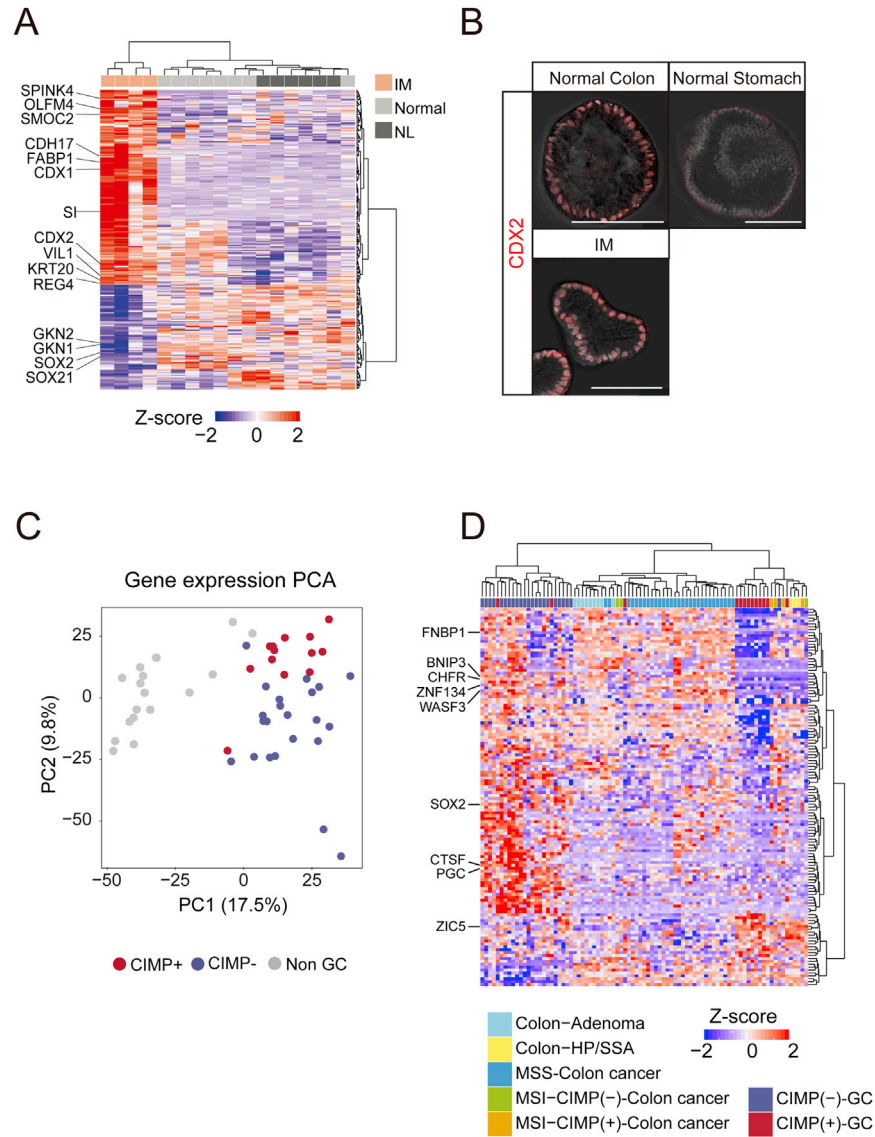 A
SPINK4
OLFM4
SMOC2
CDH17
FABP1
CDX1
SI
CDX2
VIL1
KRT20
REG4
GKN2
GKN1
SOX2
SOX21
IM
Normal
NL
Z-score
−2 0 2
B
Normal Colon Normal Stomach
CDX2
IM
C
Gene expression PCA
PC2 (9.8%)
25
0
−25
−50
−50 −25 0 25
PC1 (17.5%)
CIMP+ CIMP- Non GC
D
FNBP1
BNIP3
CHFR
ZNF134
WASF3
SOX2
CTSF
PGC
ZIC5
Colon−Adenoma
Colon−HP/SSA
MSS-Colon cancer
MSI−CIMP(−)-Colon cancer
MSI−CIMP(+)-Colon cancer
Z-score
−2 0 2
CIMP(−)-GC
CIMP(+)-GC